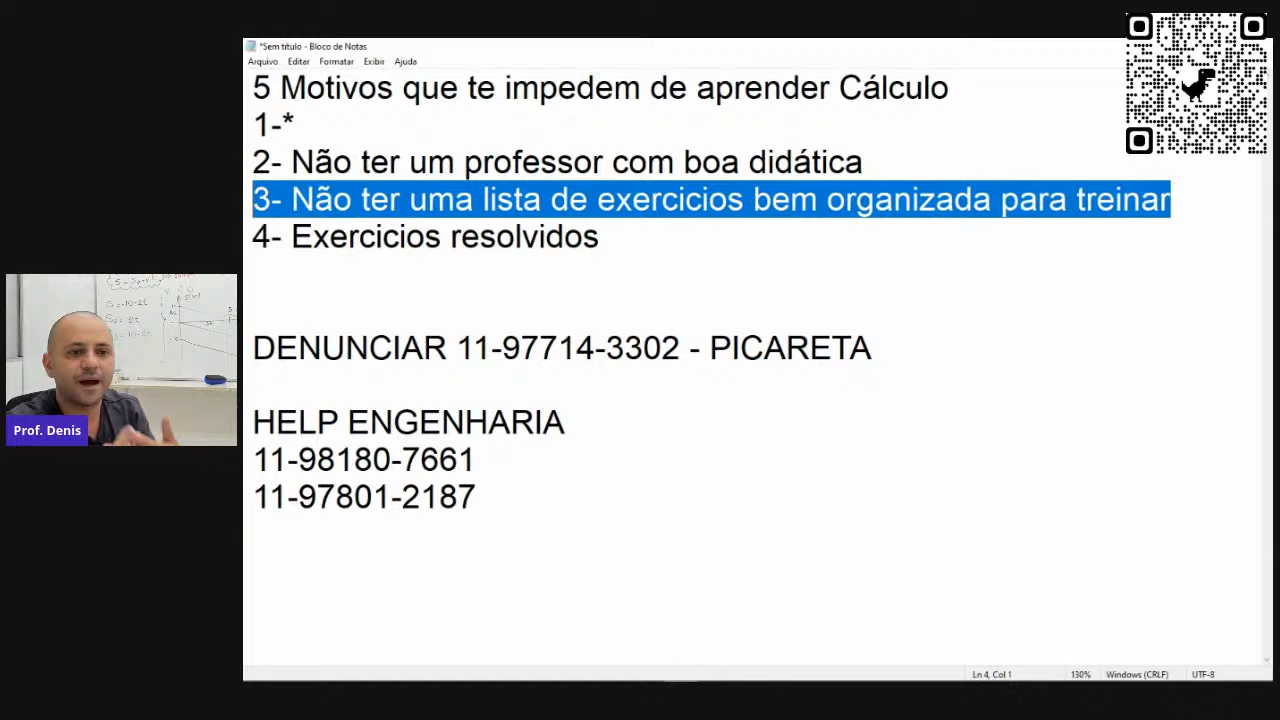 *Sem título - Bloco de Notas
Arquivo Editar Formatar Exibir Ajuda
5 Motivos que te impedem de aprender Cálculo
1-*
2- Não ter um professor com boa didática
3- Não ter uma lista de exercicios bem organizada para treinar
4- Exercicios resolvidos
DENUNCIAR 11-97714-3302 - PICARETA
HELP ENGENHARIA
11-98180-7661
11-97801-2187
Prof. Denis
Ln 4, Col 1 130% Windows (CRLF) UTF-8